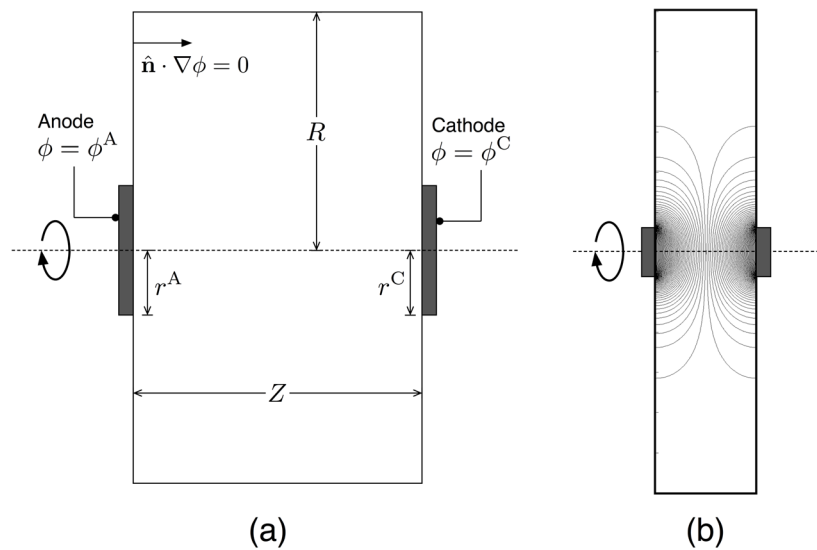 n̂ · ∇ϕ = 0
Anode
ϕ = ϕ^A
R
Cathode
ϕ = ϕ^C
r^A
r^C
Z
(a)
(b)